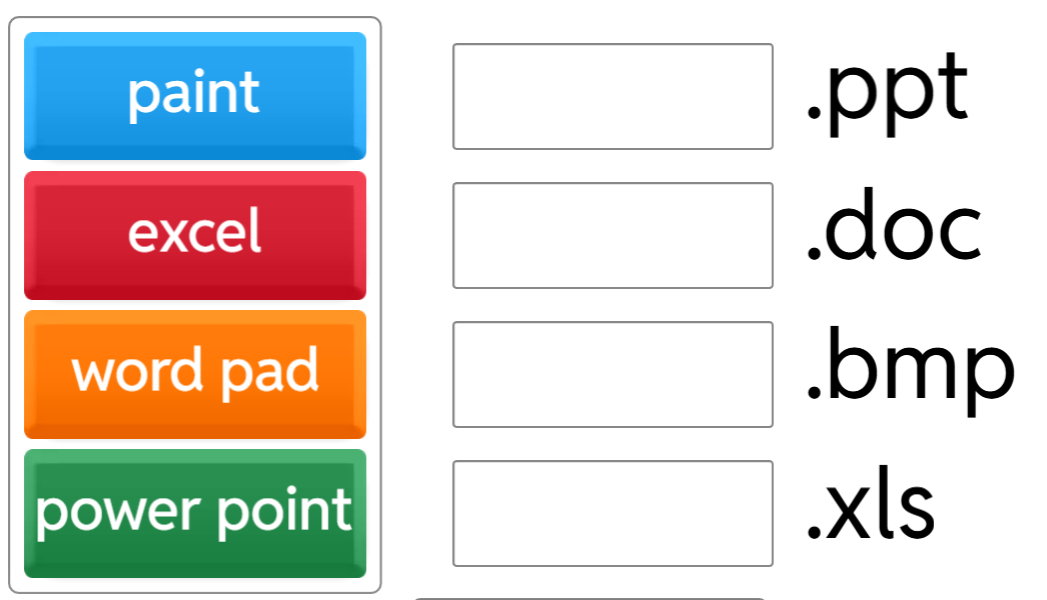 paint
excel
word pad
power point
.ppt
.doc
.bmp
.xls